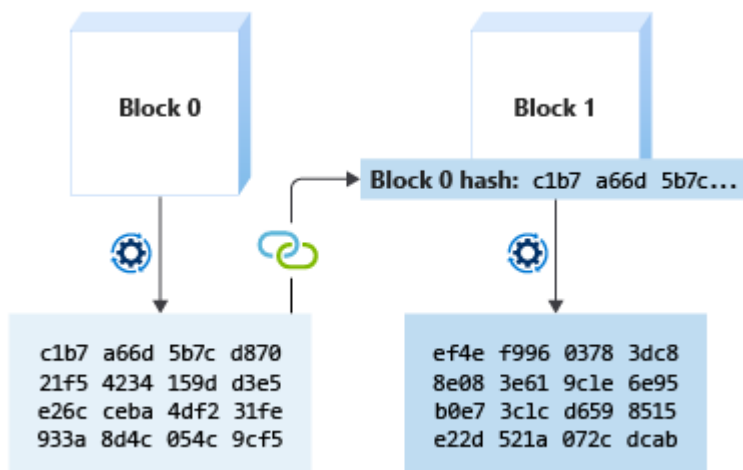 Block 0
Block 1
Block 0 hash: c1b7 a66d 5b7c...
c1b7 a66d 5b7c d870
21f5 4234 159d d3e5
e26c ceba 4df2 31fe
933a 8d4c 054c 9cf5
ef4e f996 0378 3dc8
8e08 3e61 9cle 6e95
b0e7 3clc d659 8515
e22d 521a 072c dcab